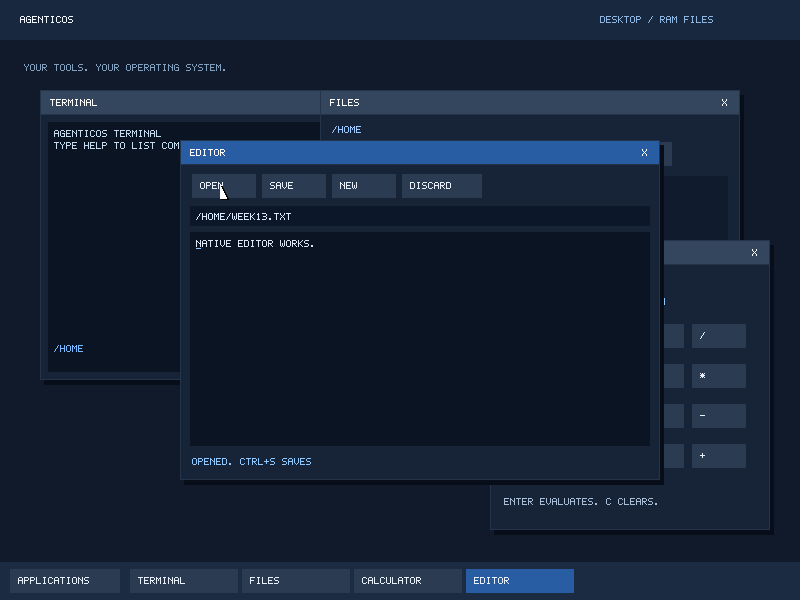 AGENTICOS
DESKTOP / RAM FILES
YOUR TOOLS. YOUR OPERATING SYSTEM.
TERMINAL
FILES
X
AGENTICOS TERMINAL
TYPE HELP TO LIST COM
/HOME
/HOME
EDITOR
X
OPEN
SAVE
NEW
DISCARD
/HOME/WEEK13.TXT
NATIVE EDITOR WORKS.
OPENED. CTRL+S SAVES
X
/
*
-
+
ENTER EVALUATES. C CLEARS.
APPLICATIONS
TERMINAL
FILES
CALCULATOR
EDITOR